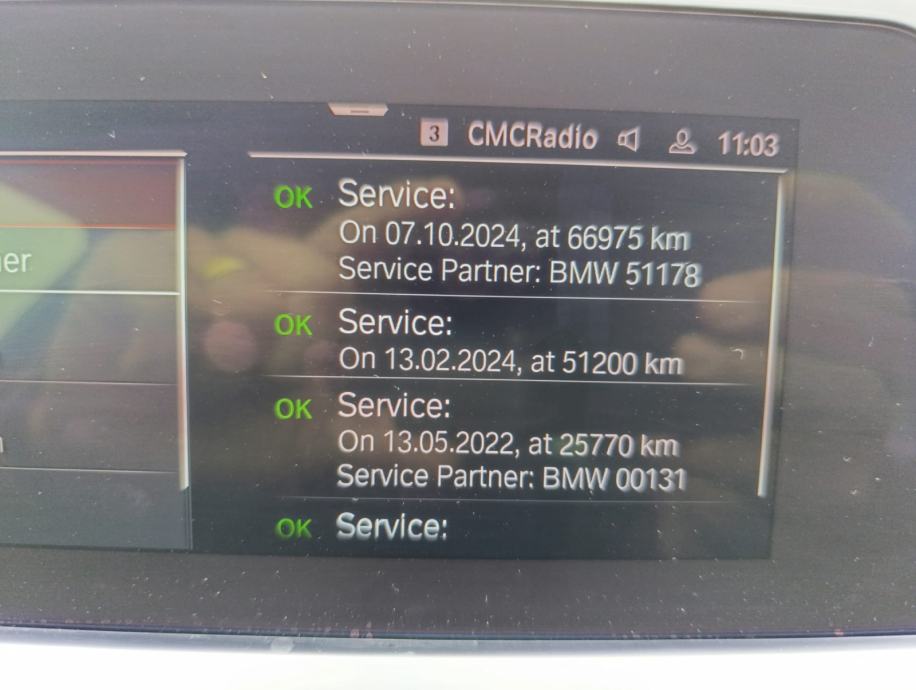 3 CMCRadio 11:03
OK Service:
On 07.10.2024, at 66975 km
Service Partner: BMW 51178
OK Service:
On 13.02.2024, at 51200 km
OK Service:
On 13.05.2022, at 25770 km
Service Partner: BMW 00131
OK Service: